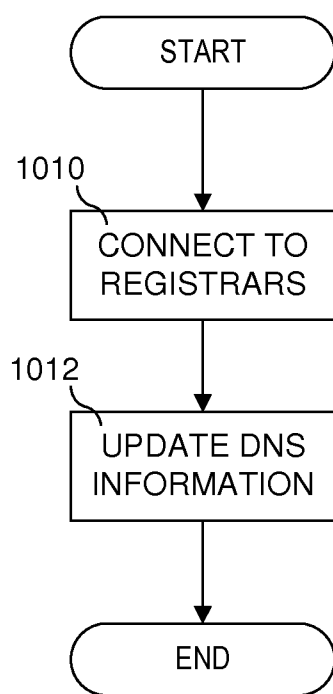 START
1010
CONNECT TO
REGISTRARS
1012
UPDATE DNS
INFORMATION
END